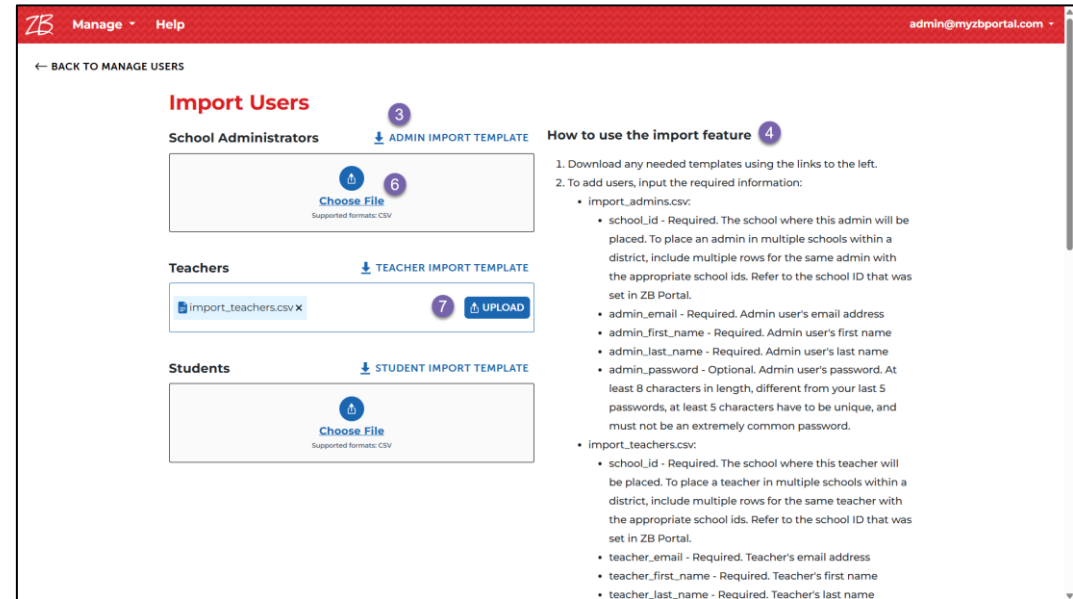 ZB Manage Help admin@myzbportal.com
← BACK TO MANAGE USERS
Import Users
3
School Administrators ADMIN IMPORT TEMPLATE
6
Choose File
Supported formats: CSV
Teachers TEACHER IMPORT TEMPLATE
import_teachers.csv × 7 UPLOAD
Students STUDENT IMPORT TEMPLATE
Choose File
Supported formats: CSV
How to use the import feature 4
1. Download any needed templates using the links to the left.
2. To add users, input the required information:
• import_admins.csv:
• school_id - Required. The school where this admin will be
placed. To place an admin in multiple schools within a
district, include multiple rows for the same admin with
the appropriate school ids. Refer to the school ID that was
set in ZB Portal.
• admin_email - Required. Admin user's email address
• admin_first_name - Required. Admin user's first name
• admin_last_name - Required. Admin user's last name
• admin_password - Optional. Admin user's password. At
least 8 characters in length, different from your last 5
passwords, at least 5 characters have to be unique, and
must not be an extremely common password.
• import_teachers.csv:
• school_id - Required. The school where this teacher will
be placed. To place a teacher in multiple schools within a
district, include multiple rows for the same teacher with
the appropriate school ids. Refer to the school ID that was
set in ZB Portal.
• teacher_email - Required. Teacher's email address
• teacher_first_name - Required. Teacher's first name
• teacher_last_name - Required. Teacher's last name